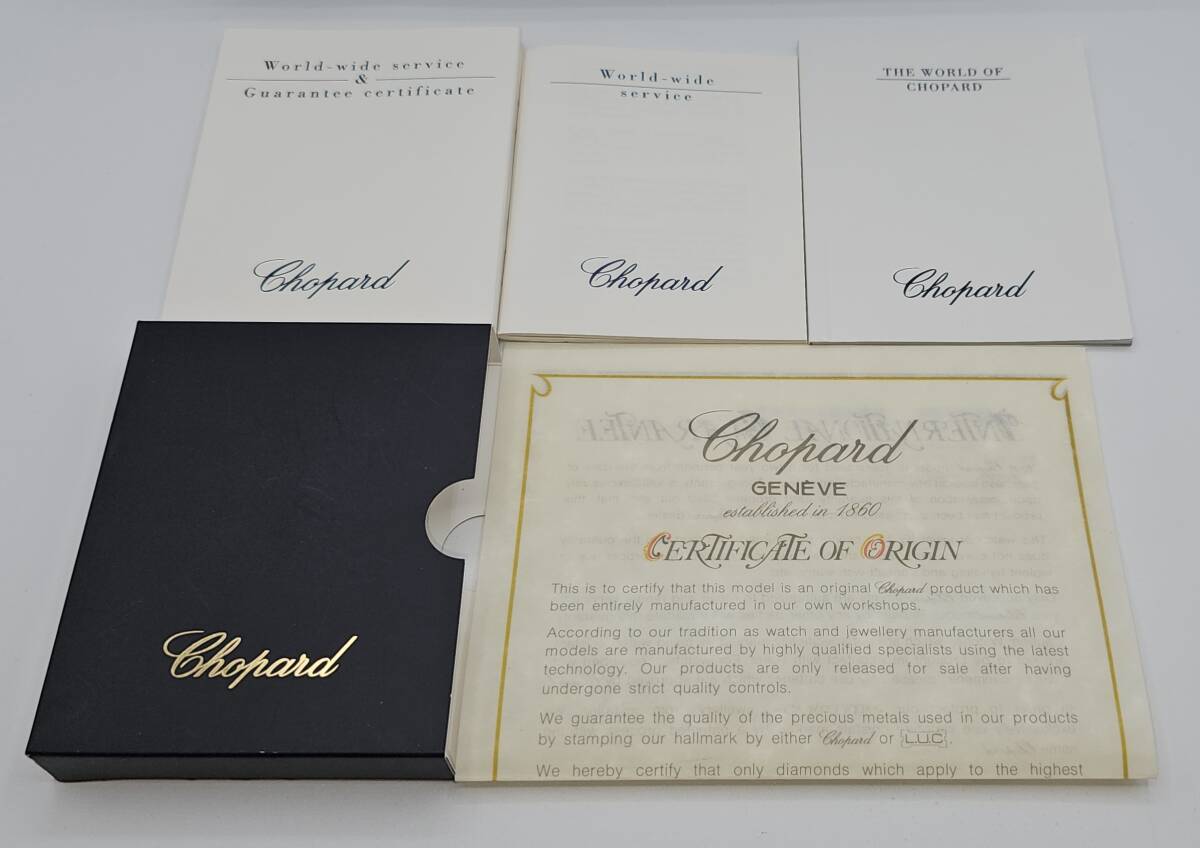 World-wide service
&
Guarantee certificate
Chopard
World-wide
service
Chopard
THE WORLD OF
CHOPARD
Chopard
Chopard
Chopard
GENÈVE
established in 1860
CERTIFICATE OF ORIGIN
This is to certify that this model is an original Chopard product which has
been entirely manufactured in our own workshops.
According to our tradition as watch and jewellery manufacturers all our
models are manufactured by highly qualified specialists using the latest
technology. Our products are only released for sale after having
undergone strict quality controls.
We guarantee the quality of the precious metals used in our products
by stamping our hallmark by either Chopard or L.U.C.
We hereby certify that only diamonds which apply to the highest